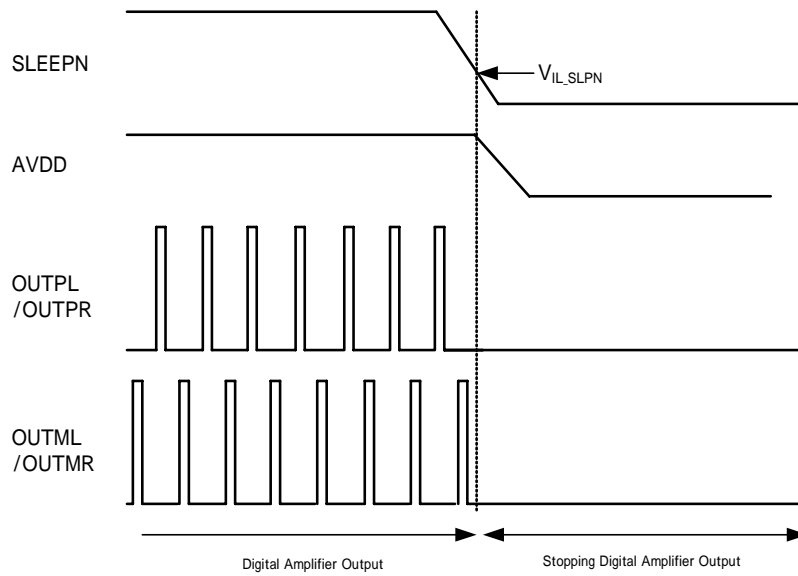 SLEEPN
V_IL_SLPN
AVDD
OUTPL
/OUTPR
OUTML
/OUTMR
Digital Amplifier Output
Stopping Digital Amplifier Output